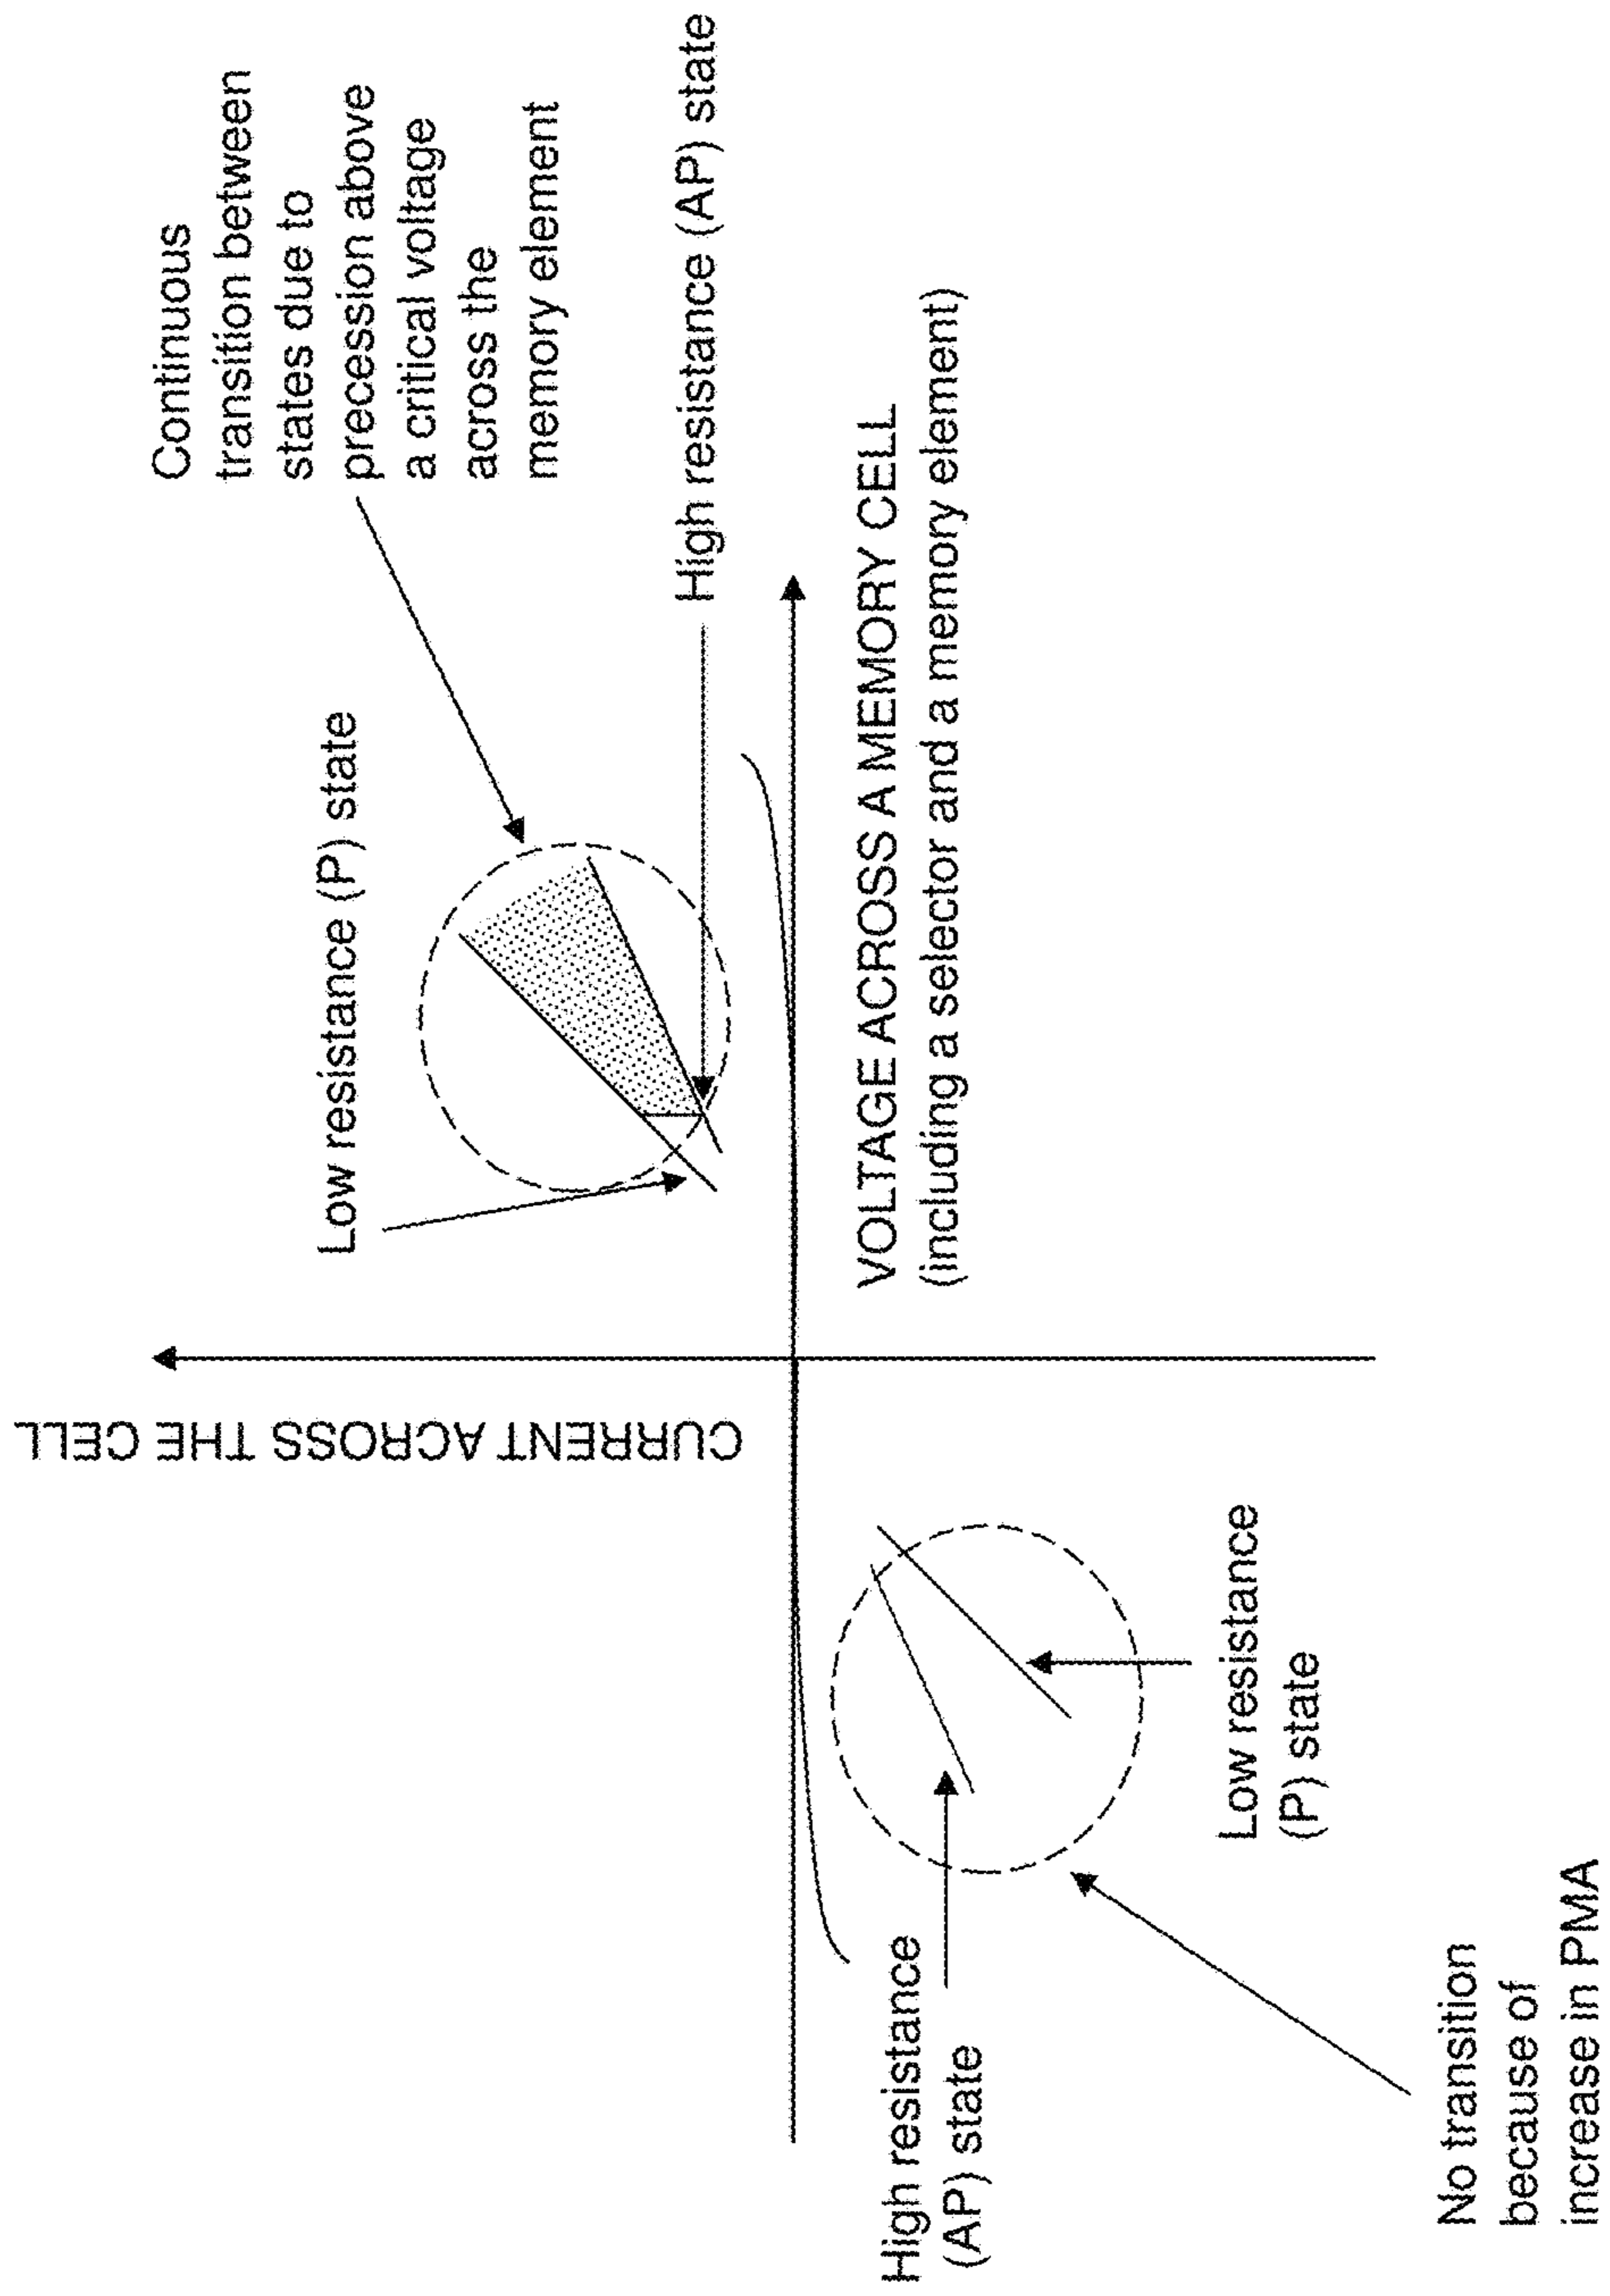 CURRENT ACROSS THE CELL
Low resistance (P) state
Continuous
transition between
states due to
precession above
a critical voltage
across the
memory element
High resistance (AP) state
VOLTAGE ACROSS A MEMORY CELL
(including a selector and a memory element)
High resistance
(AP) state
Low resistance
(P) state
No transition
because of
increase in PMA